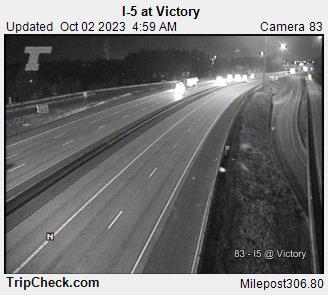 I-5 at Victory
Updated Oct 02 2023 4:59 AM Camera 83
T
N
83 - I5 @ Victory
TripCheck.com Milepost306.80